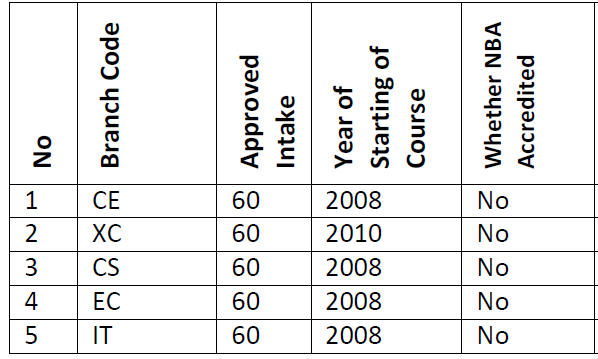 No Branch Code Approved Intake Year of Starting of Course Whether NBA Accredited
1 CE 60 2008 No
2 XC 60 2010 No
3 CS 60 2008 No
4 EC 60 2008 No
5 IT 60 2008 No